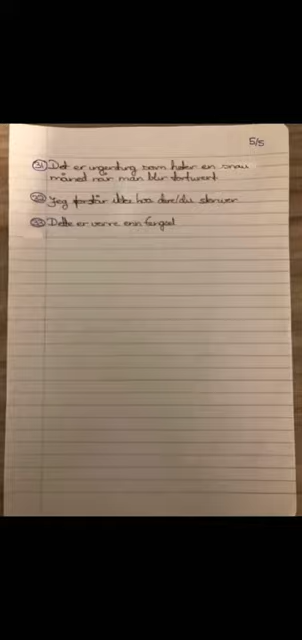 5/5
31 Det er ingenting som heter en snau
måned når man blir torturert
32 Jeg forstår ikke hva dere/du skriver
33 Dette er verre enn fengsel